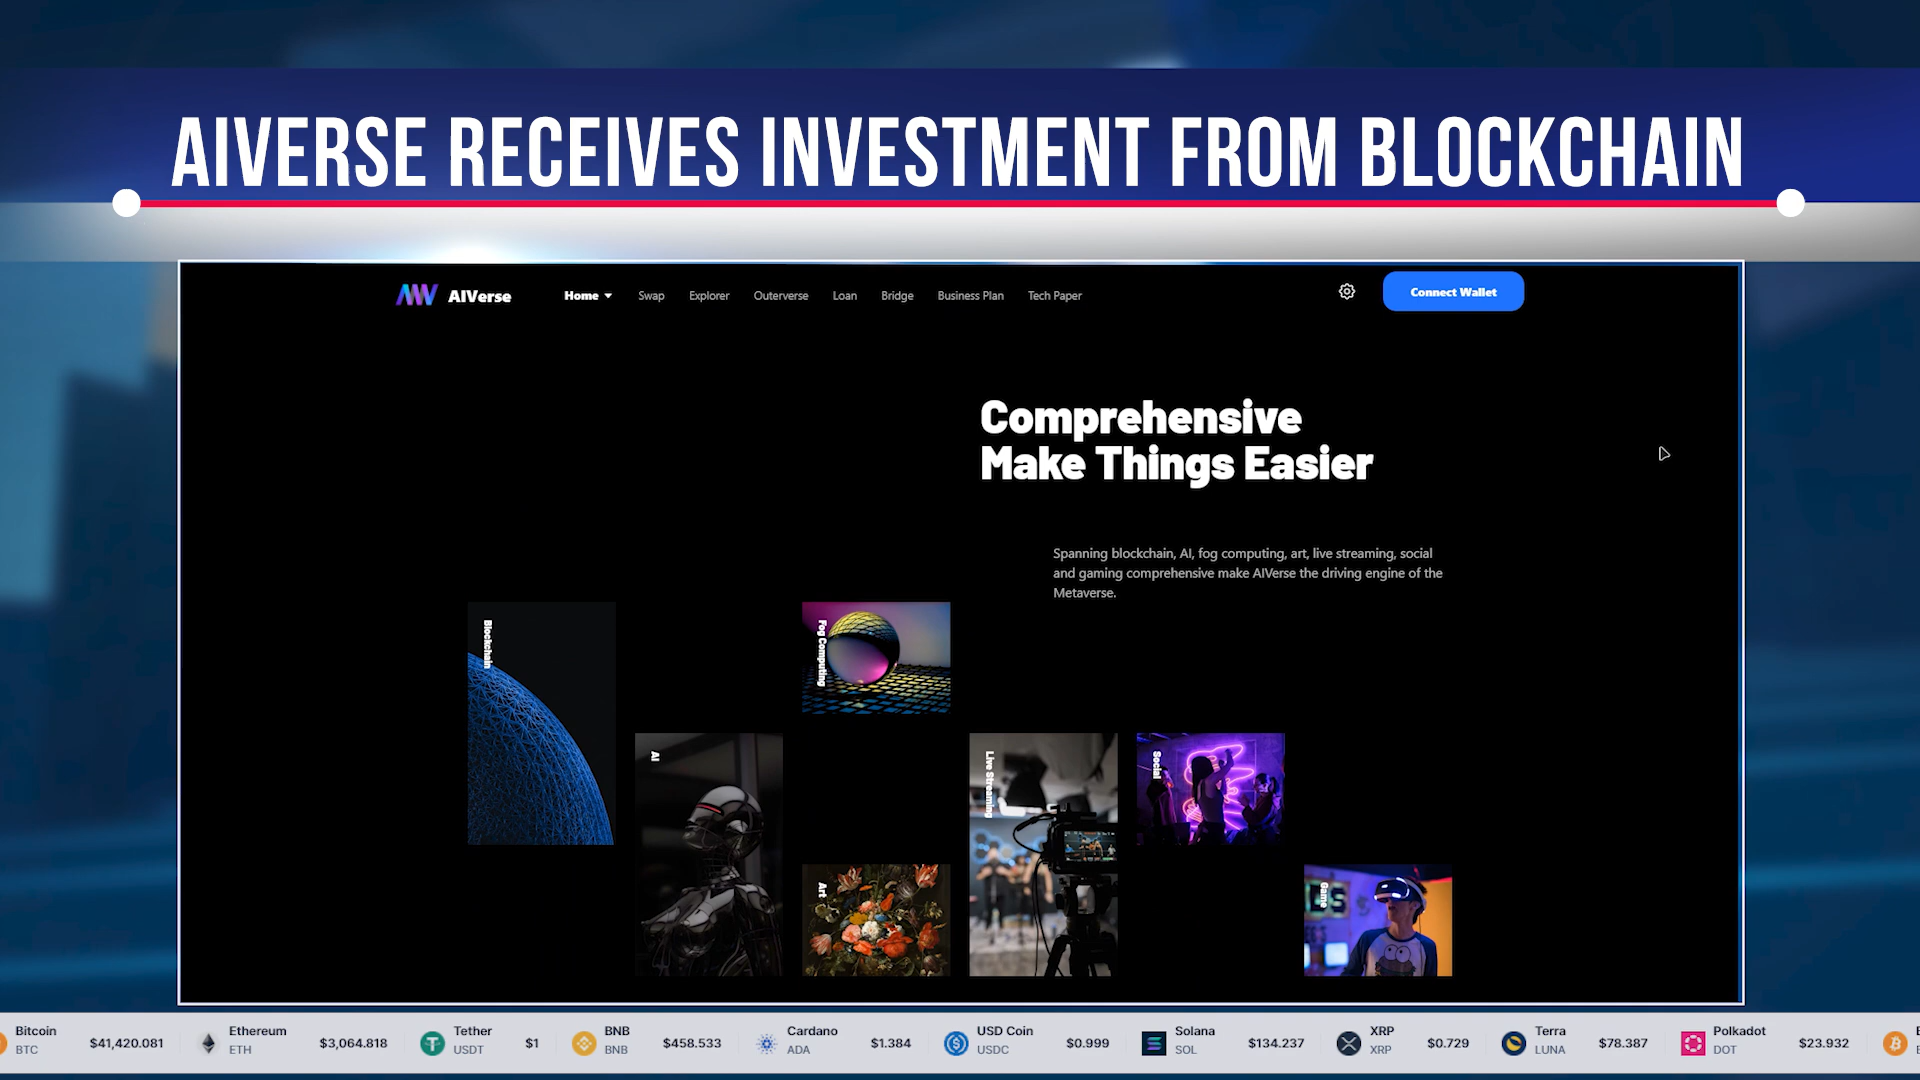 AIVERSE RECEIVES INVESTMENT FROM BLOCKCHAIN
AIVerse Home Swap Explorer Outerverse Loan Bridge Business Plan Tech Paper Connect Wallet
Comprehensive
Make Things Easier
Spanning blockchain, AI, fog computing, art, live streaming, social
and gaming comprehensive make AIVerse the driving engine of the
Metaverse.
Blockchain
Fog Computing
AI
Live Streaming
Social
Art
Game
Bitcoin
BTC
$41,420.081
Ethereum
ETH
$3,064.818
Tether
USDT
$1
BNB
BNB
$458.533
Cardano
ADA
$1.384
USD Coin
USDC
$0.999
Solana
SOL
$134.237
XRP
XRP
$0.729
Terra
LUNA
$78.387
Polkadot
DOT
$23.932